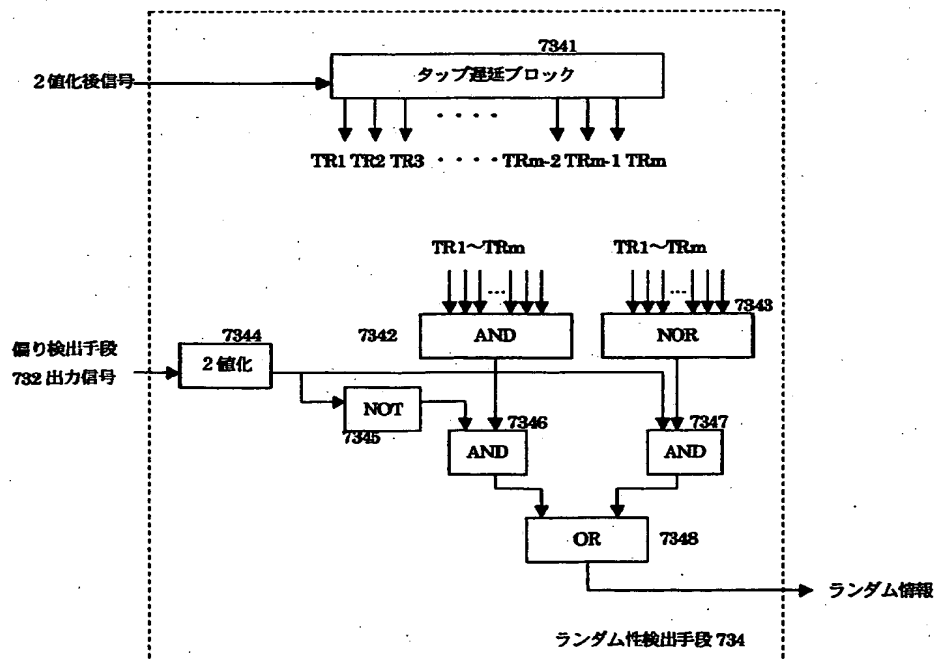 7341
2値化後信号
タップ遅延ブロック
TR1 TR2 TR3 ・・・・ TRm-2 TRm-1 TRm
TR1～TRm
TR1～TRm
7343
7344
7342
AND
NOR
偏り検出手段
732 出力信号
2 値化
NOT
7345
7346
AND
7347
AND
OR
7348
ランダム情報
ランダム性検出手段 734